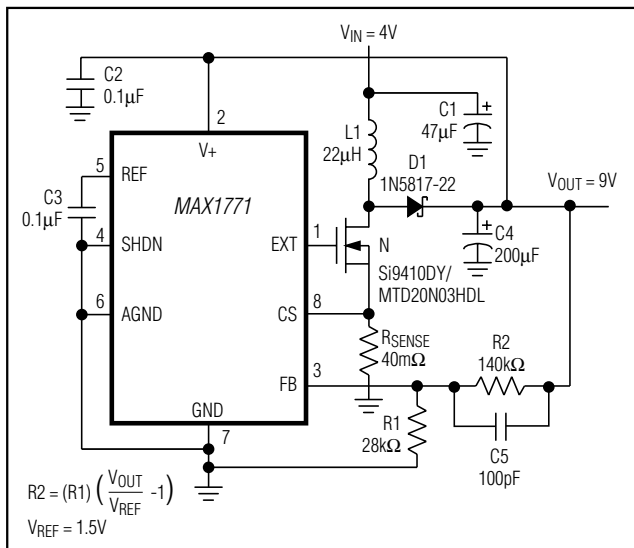 V_IN = 4V
C2
0.1µF
2
V+
C1
47µF
+
L1
22µH
D1
1N5817-22
V_OUT = 9V
5
REF
C3
0.1µF
MAX1771
4
SHDN
1
EXT
N
+
C4
200µF
Si9410DY/
MTD20N03HDL
6
AGND
8
CS
R_SENSE
40mΩ
R2
140kΩ
3
FB
GND
7
R1
28kΩ
C5
100pF
R2 = (R1) (V_OUT/V_REF -1)
V_REF = 1.5V